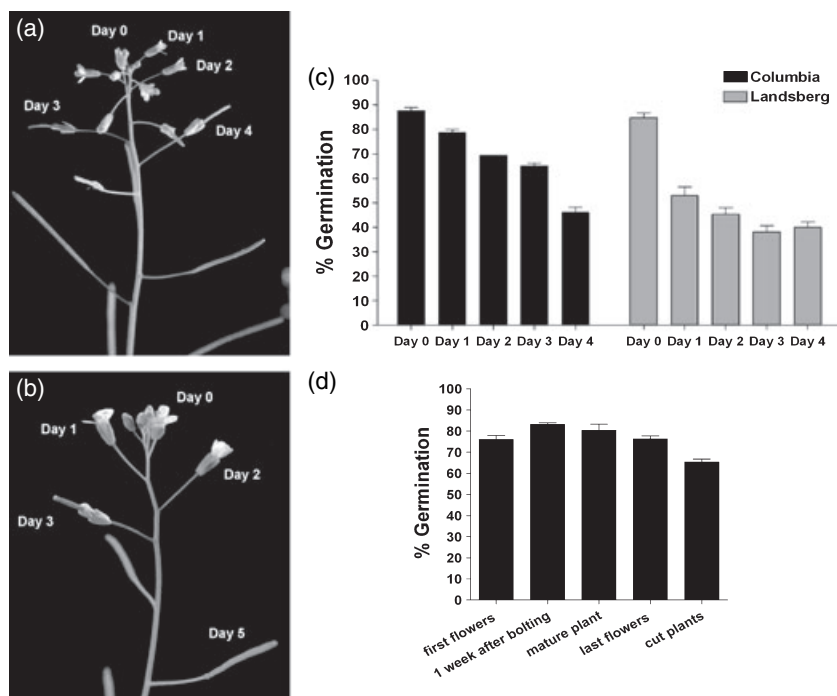 (a)
Day 0
Day 1
Day 2
Day 3
Day 4
(b)
Day 0
Day 1
Day 2
Day 3
Day 5
(c)
Columbia
Landsberg
% Germination
100
90
80
70
60
50
40
30
20
10
0
Day 0 Day 1 Day 2 Day 3 Day 4 Day 0 Day 1 Day 2 Day 3 Day 4
(d)
% Germination
100
90
80
70
60
50
40
30
20
10
0
first flowers
1 week after bolting
mature plant
last flowers
cut plants